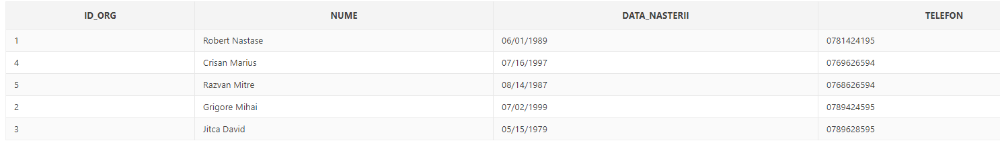 ID_ORG NUME DATA_NASTERII TELEFON
1 Robert Nastase 06/01/1989 0781424195
4 Crisan Marius 07/16/1997 0769626594
5 Razvan Mitre 08/14/1987 0768626594
2 Grigore Mihai 07/02/1999 0789424595
3 Jitca David 05/15/1979 0789628595